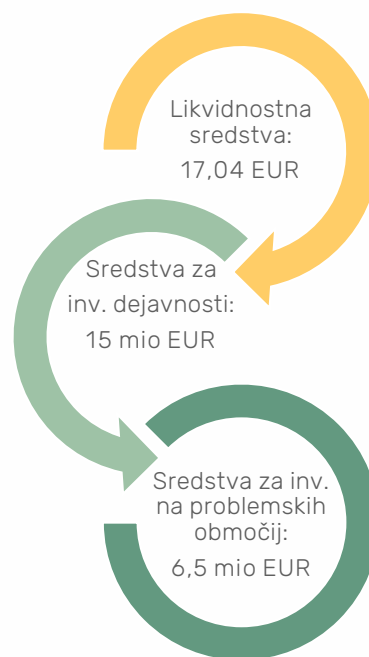 Likvidnostna
sredstva:
17,04 EUR
Sredstva za
inv. dejavnosti:
15 mio EUR
Sredstva za inv.
na problemskih
območij:
6,5 mio EUR